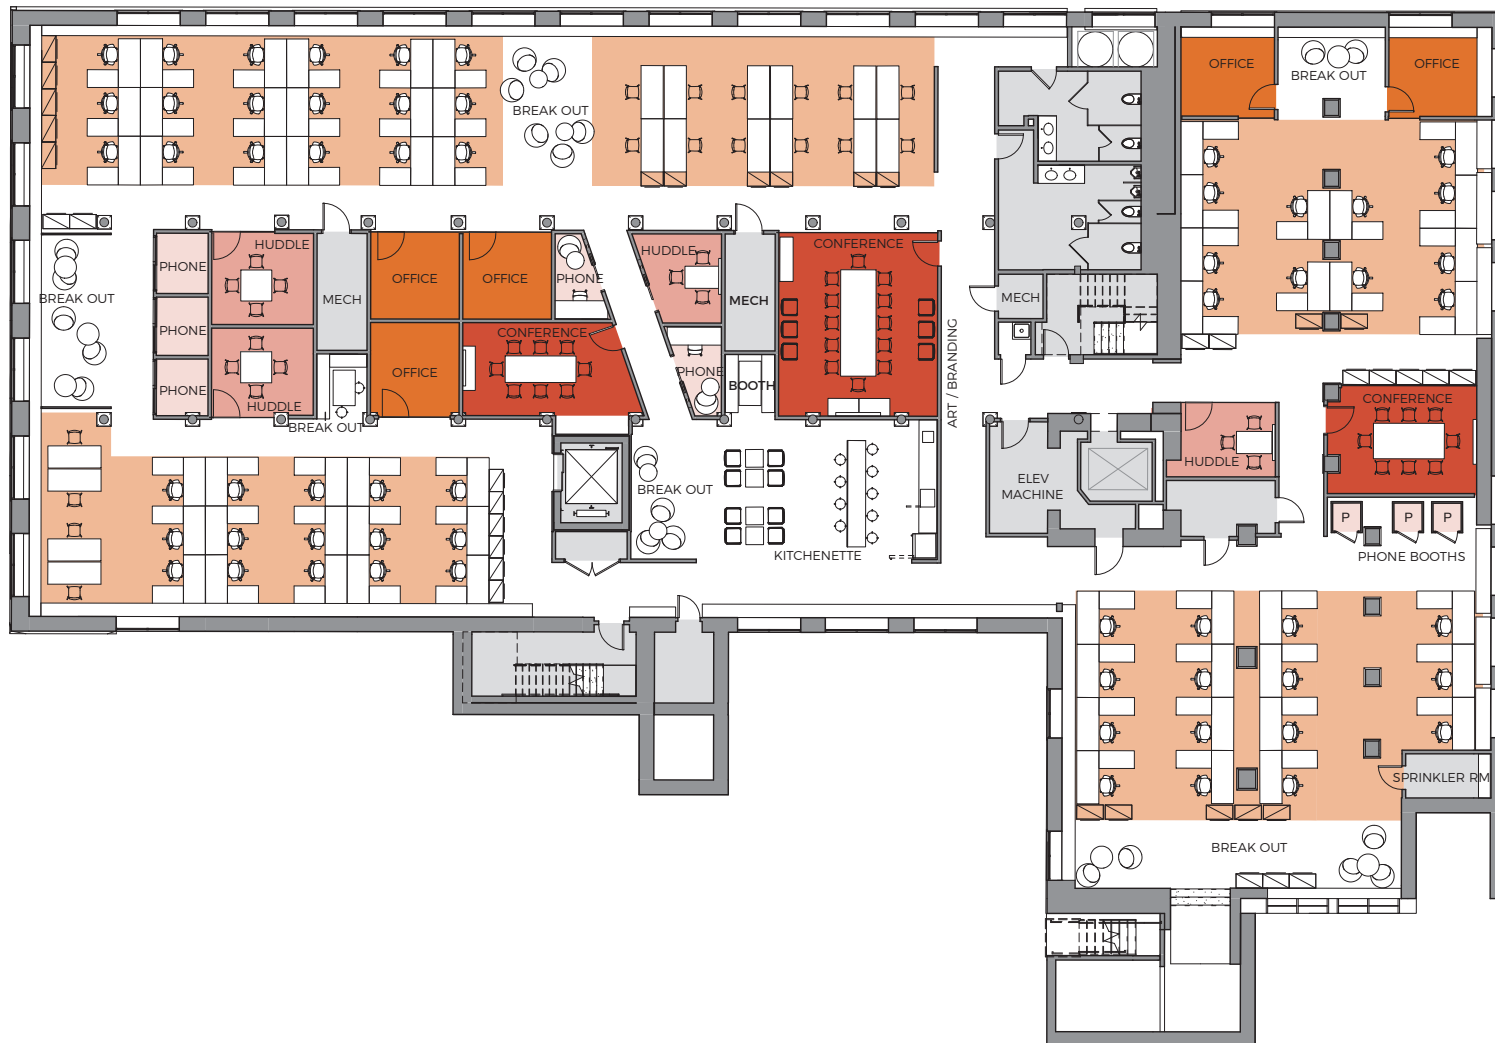 OFFICE
BREAK OUT
OFFICE
BREAK OUT
HUDDLE
HUDDLE
CONFERENCE
PHONE
OFFICE
OFFICE
PHONE
BREAK OUT
MECH
MECH
MECH
PHONE
CONFERENCE
ART / BRANDING
PHONE
OFFICE
PHONE
BOOTH
HUDDLE
BREAK OUT
CONFERENCE
HUDDLE
BREAK OUT
ELEV
MACHINE
P
P
P
KITCHENETTE
PHONE BOOTHS
SPRINKLER RM
BREAK OUT